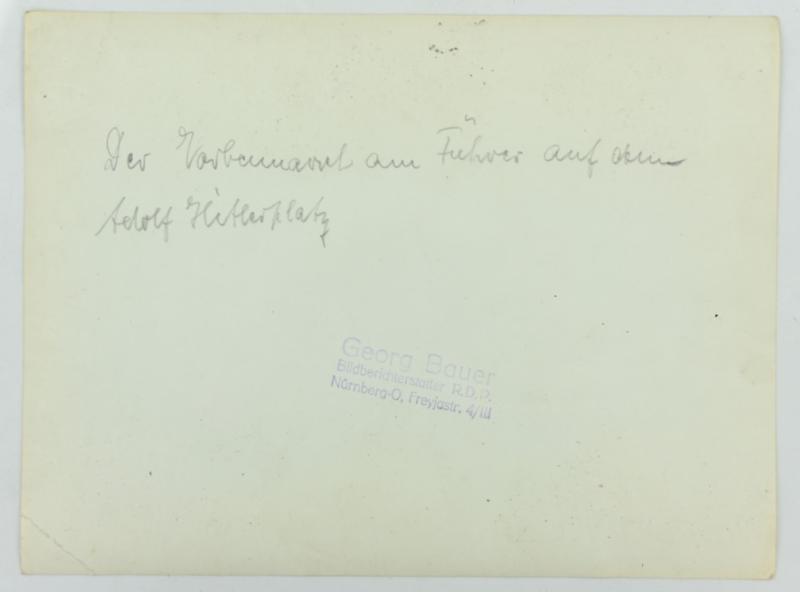 Der Vorbeimarsch am Führer auf dem
Adolf Hitlerplatz
Georg Bauer
Bildberichterstatter R.D.P.
Nürnberg-O, Freyjastr. 4/III